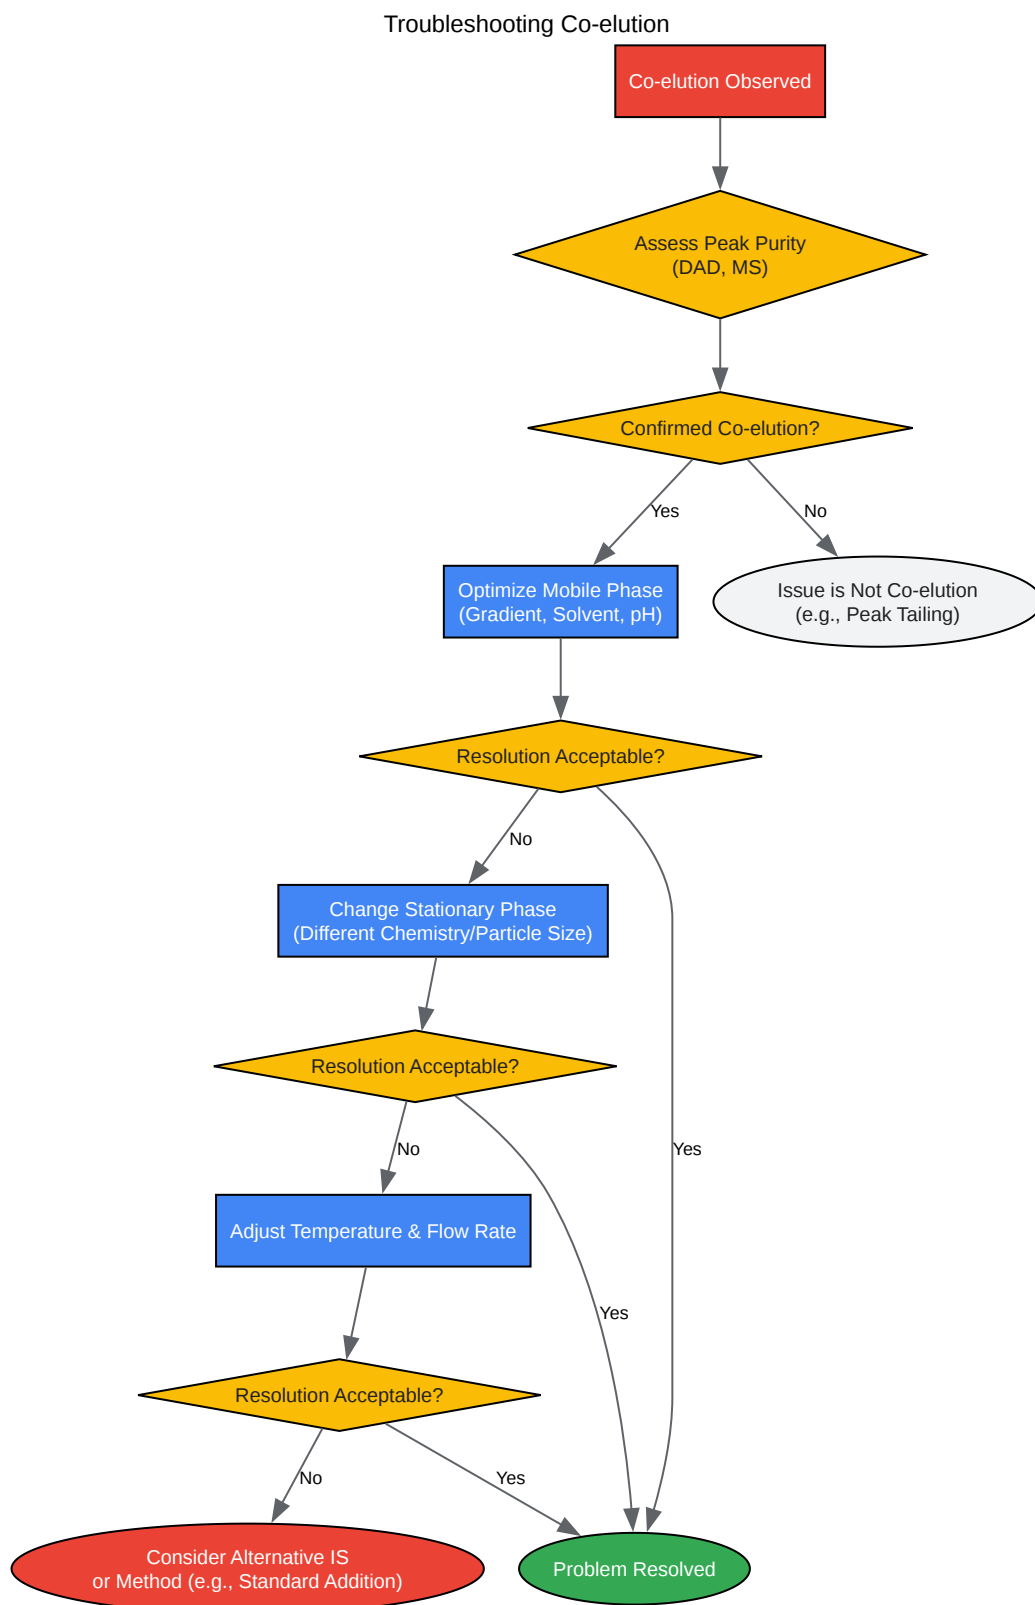 Troubleshooting Co-elution
Co-elution Observed
Assess Peak Purity
(DAD, MS)
Confirmed Co-elution?
Yes
No
Optimize Mobile Phase
(Gradient, Solvent, pH)
Issue is Not Co-elution
(e.g., Peak Tailing)
Resolution Acceptable?
No
Change Stationary Phase
(Different Chemistry/Particle Size)
Resolution Acceptable?
No
Yes
Adjust Temperature & Flow Rate
Yes
Resolution Acceptable?
No
Yes
Consider Alternative IS
or Method (e.g., Standard Addition)
Problem Resolved